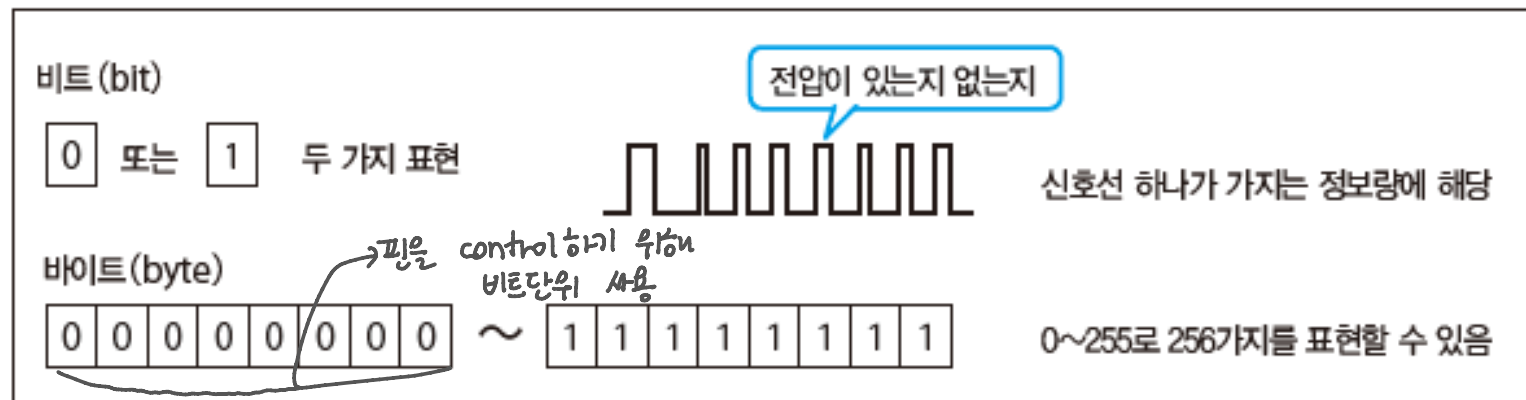 비트(bit)
전압이 있는지 없는지
0 또는 1 두 가지 표현
신호선 하나가 가지는 정보량에 해당
→핀을 control하기 위해
비트단위 사용
바이트(byte)
0 0 0 0 0 0 0 0 ~ 1 1 1 1 1 1 1 1
0~255로 256가지를 표현할 수 있음